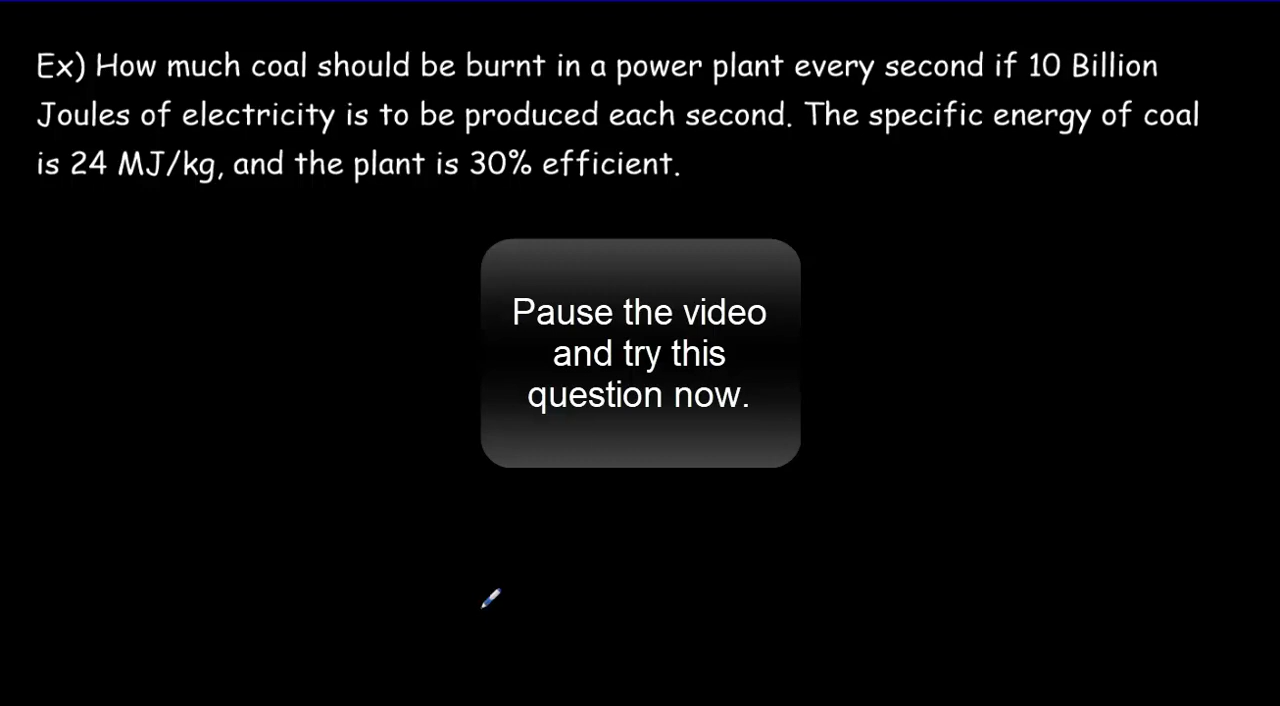 Ex) How much coal should be burnt in a power plant every second if 10 Billion
Joules of electricity is to be produced each second. The specific energy of coal
is 24 MJ/kg, and the plant is 30% efficient.
Pause the video
and try this
question now.